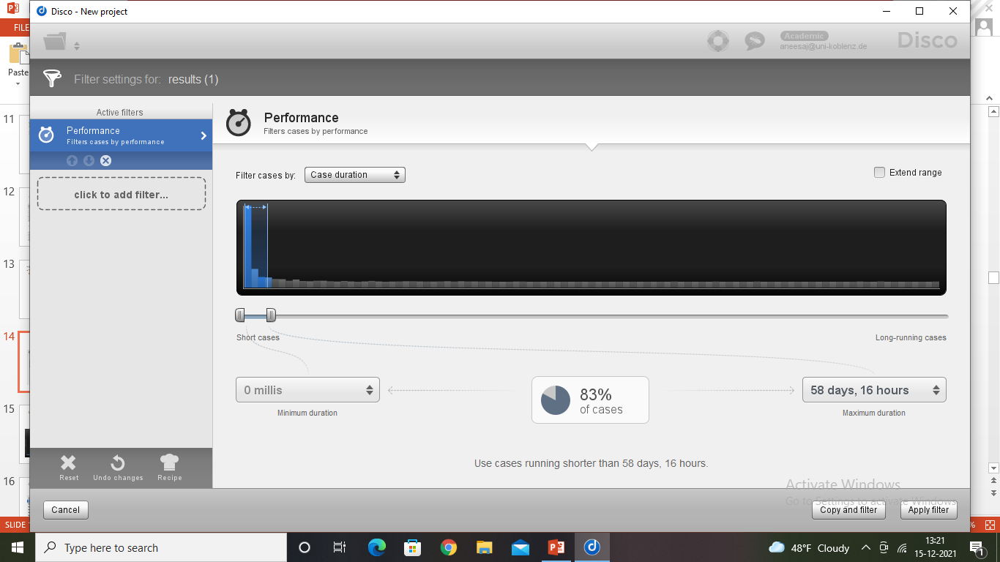 Disco - New project
FILE
Academic
aneesaj@uni-koblenz.de
Disco
Paste
Filter settings for: results (1)
Active filters
Performance
Filters cases by performance
click to add filter...
Performance
Filters cases by performance
Filter cases by: Case duration
Extend range
Short cases
Long-running cases
0 millis
Minimum duration
83%
of cases
58 days, 16 hours
Maximum duration
Use cases running shorter than 58 days, 16 hours.
11
12
13
14
15
16
Reset
Undo changes
Recipe
Activate Windows
Go to Settings to activate Windows.
Cancel
Copy and filter
Apply filter
SLIDE
%
Type here to search
48°F Cloudy
13:21
15-12-2021
1